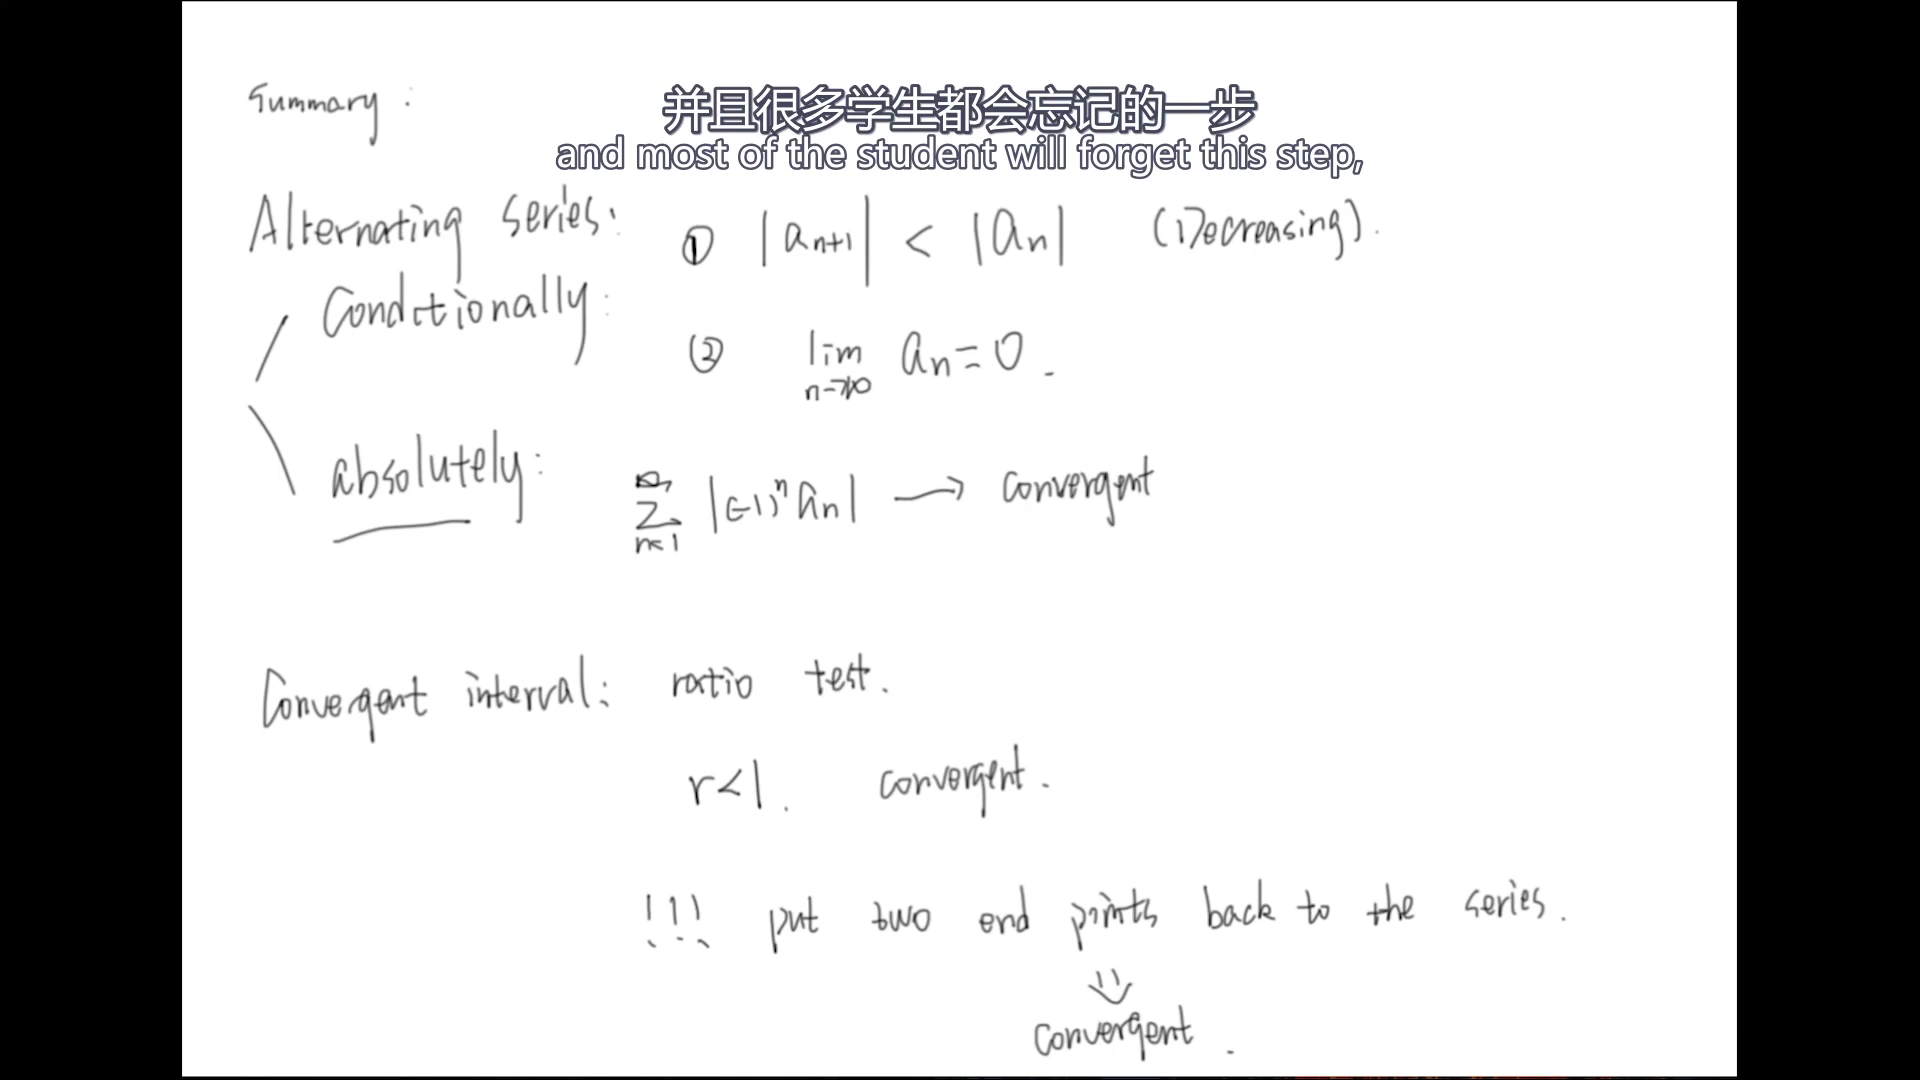 Summary :
并且很多学生都会忘记的一步
and most of the student will forget this step,
Alternating series: ① |aₙ₊₁| < |aₙ| (Decreasing).
Conditionally: ② lim n→∞ aₙ = 0.
absolutely: ∞ Σ n=1 |(-1)ⁿ aₙ| → convergent
Convergent interval: ratio test.
r<1. convergent.
!!! put two end points back to the series.
⇓
convergent.